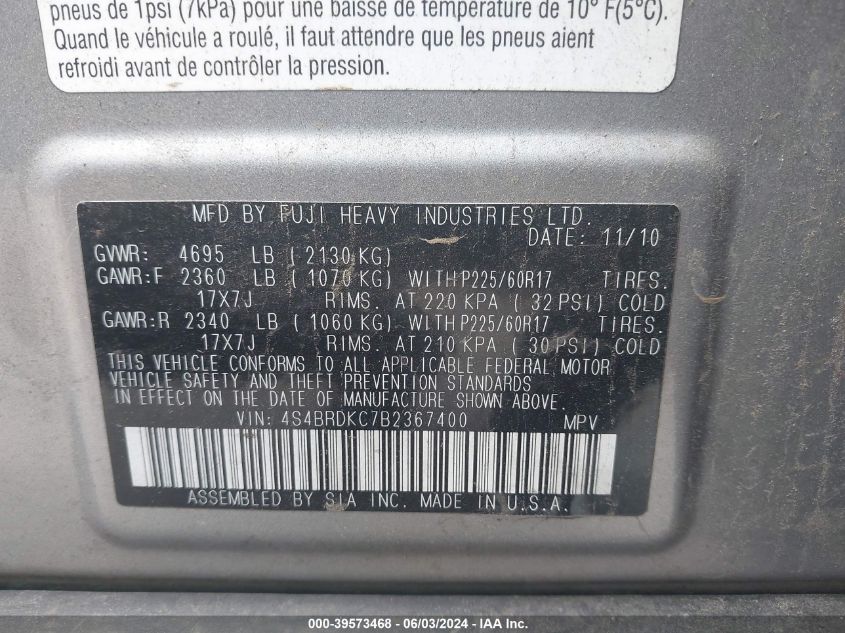 pneus de 1psi (7kPa) pour une baisse de température de 10° F(5°C).
Quand le véhicule a roulé, il faut attendre que les pneus aient
refroidi avant de contrôler la pression.
MFD BY FUJI HEAVY INDUSTRIES LTD.
DATE: 11/10
GVWR: 4695 LB ( 2130 KG)
GAWR:F 2360 LB ( 1070 KG) WITH P225/60R17 TIRES.
17X7J RIMS. AT 220 KPA ( 32 PSI) COLD
GAWR:R 2340 LB ( 1060 KG) WITH P225/60R17 TIRES.
17X7J RIMS. AT 210 KPA ( 30 PSI) COLD
THIS VEHICLE CONFORMS TO ALL APPLICABLE FEDERAL MOTOR
VEHICLE SAFETY AND THEFT PREVENTION STANDARDS
IN EFFECT ON THE DATE OF MANUFACTURE SHOWN ABOVE.
VIN: 4S4BRDKC7B2367400 MPV
ASSEMBLED BY SIA INC. MADE IN U.S.A.
000-39573468 - 06/03/2024 - IAA Inc.